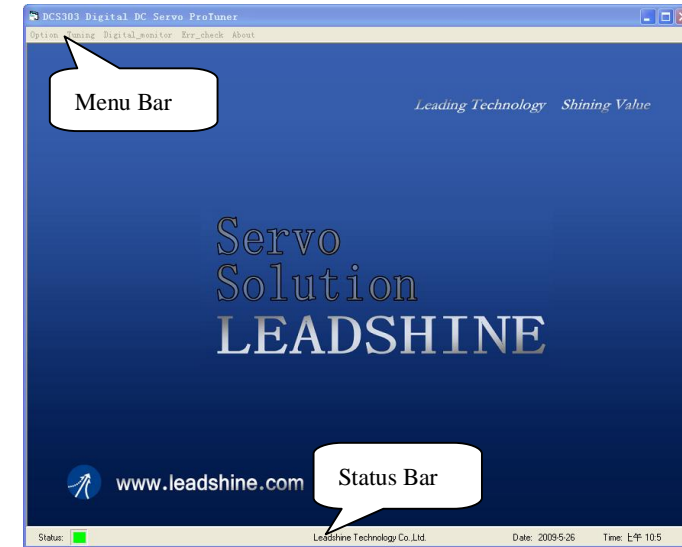 DCS303 Digital DC Servo ProTuner
Option Tuning Digital_monitor Err_check About
Menu Bar
Leading Technology Shining Value
Servo
Solution
LEADSHINE
www.leadshine.com
Status Bar
Status: Leadshine Technology Co.,Ltd. Date: 2009-5-26 Time: 上午 10:5